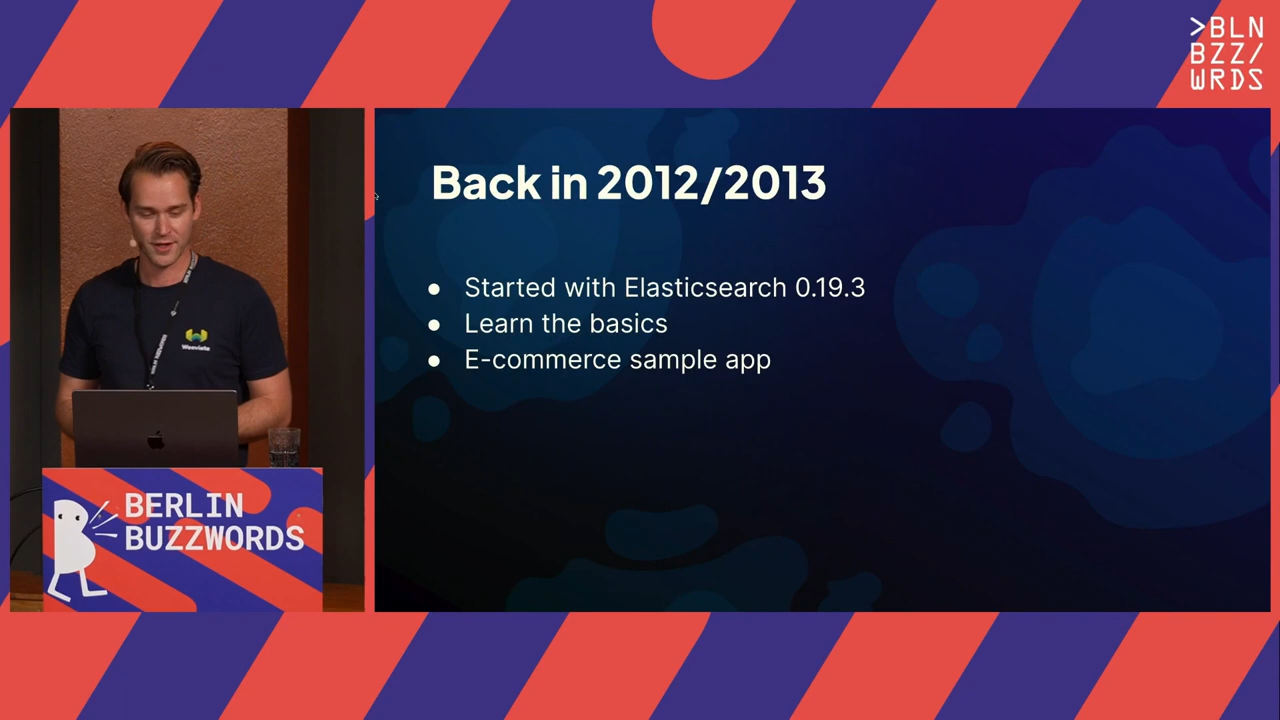 >BLN
BZZ/
WRDS
Back in 2012/2013
● Started with Elasticsearch 0.19.3
● Learn the basics
● E-commerce sample app
Weaviate
BERLIN
BUZZWORDS